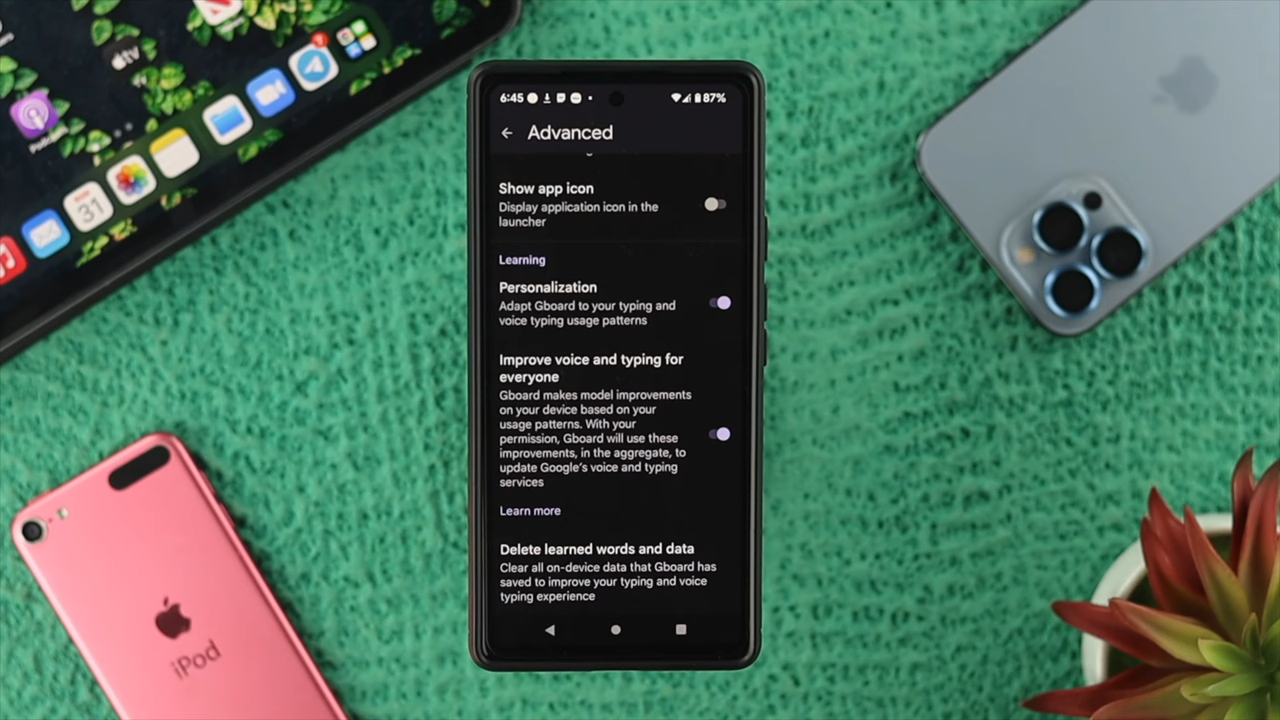 tv
Podcasts
31
6:45
87%
Advanced
Show app icon
Display application icon in the
launcher
Learning
Personalization
Adapt Gboard to your typing and
voice typing usage patterns
Improve voice and typing for
everyone
Gboard makes model improvements
on your device based on your
usage patterns. With your
permission, Gboard will use these
improvements, in the aggregate, to
update Google's voice and typing
services
Learn more
Delete learned words and data
Clear all on-device data that Gboard has
saved to improve your typing and voice
typing experience
iPod